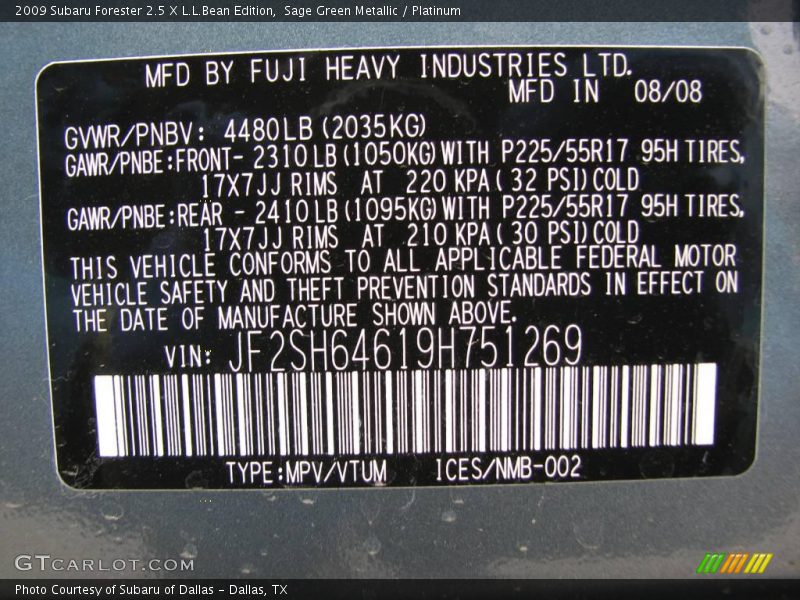 2009 Subaru Forester 2.5 X L.L.Bean Edition, Sage Green Metallic / Platinum
MFD BY FUJI HEAVY INDUSTRIES LTD.
MFD IN 08/08
GVWR/PNBV: 4480LB (2035KG)
GAWR/PNBE:FRONT- 2310LB (1050KG) WITH P225/55R17 95H TIRES,
17X7JJ RIMS AT 220 KPA ( 32 PSI) COLD
GAWR/PNBE:REAR - 2410LB (1095KG) WITH P225/55R17 95H TIRES,
17X7JJ RIMS AT 210 KPA ( 30 PSI) COLD
THIS VEHICLE CONFORMS TO ALL APPLICABLE FEDERAL MOTOR
VEHICLE SAFETY AND THEFT PREVENTION STANDARDS IN EFFECT ON
THE DATE OF MANUFACTURE SHOWN ABOVE.
VIN: JF2SH64619H751269
TYPE:MPV/VTUM ICES/NMB-002
GTCARLOT.COM
Photo Courtesy of Subaru of Dallas - Dallas, TX